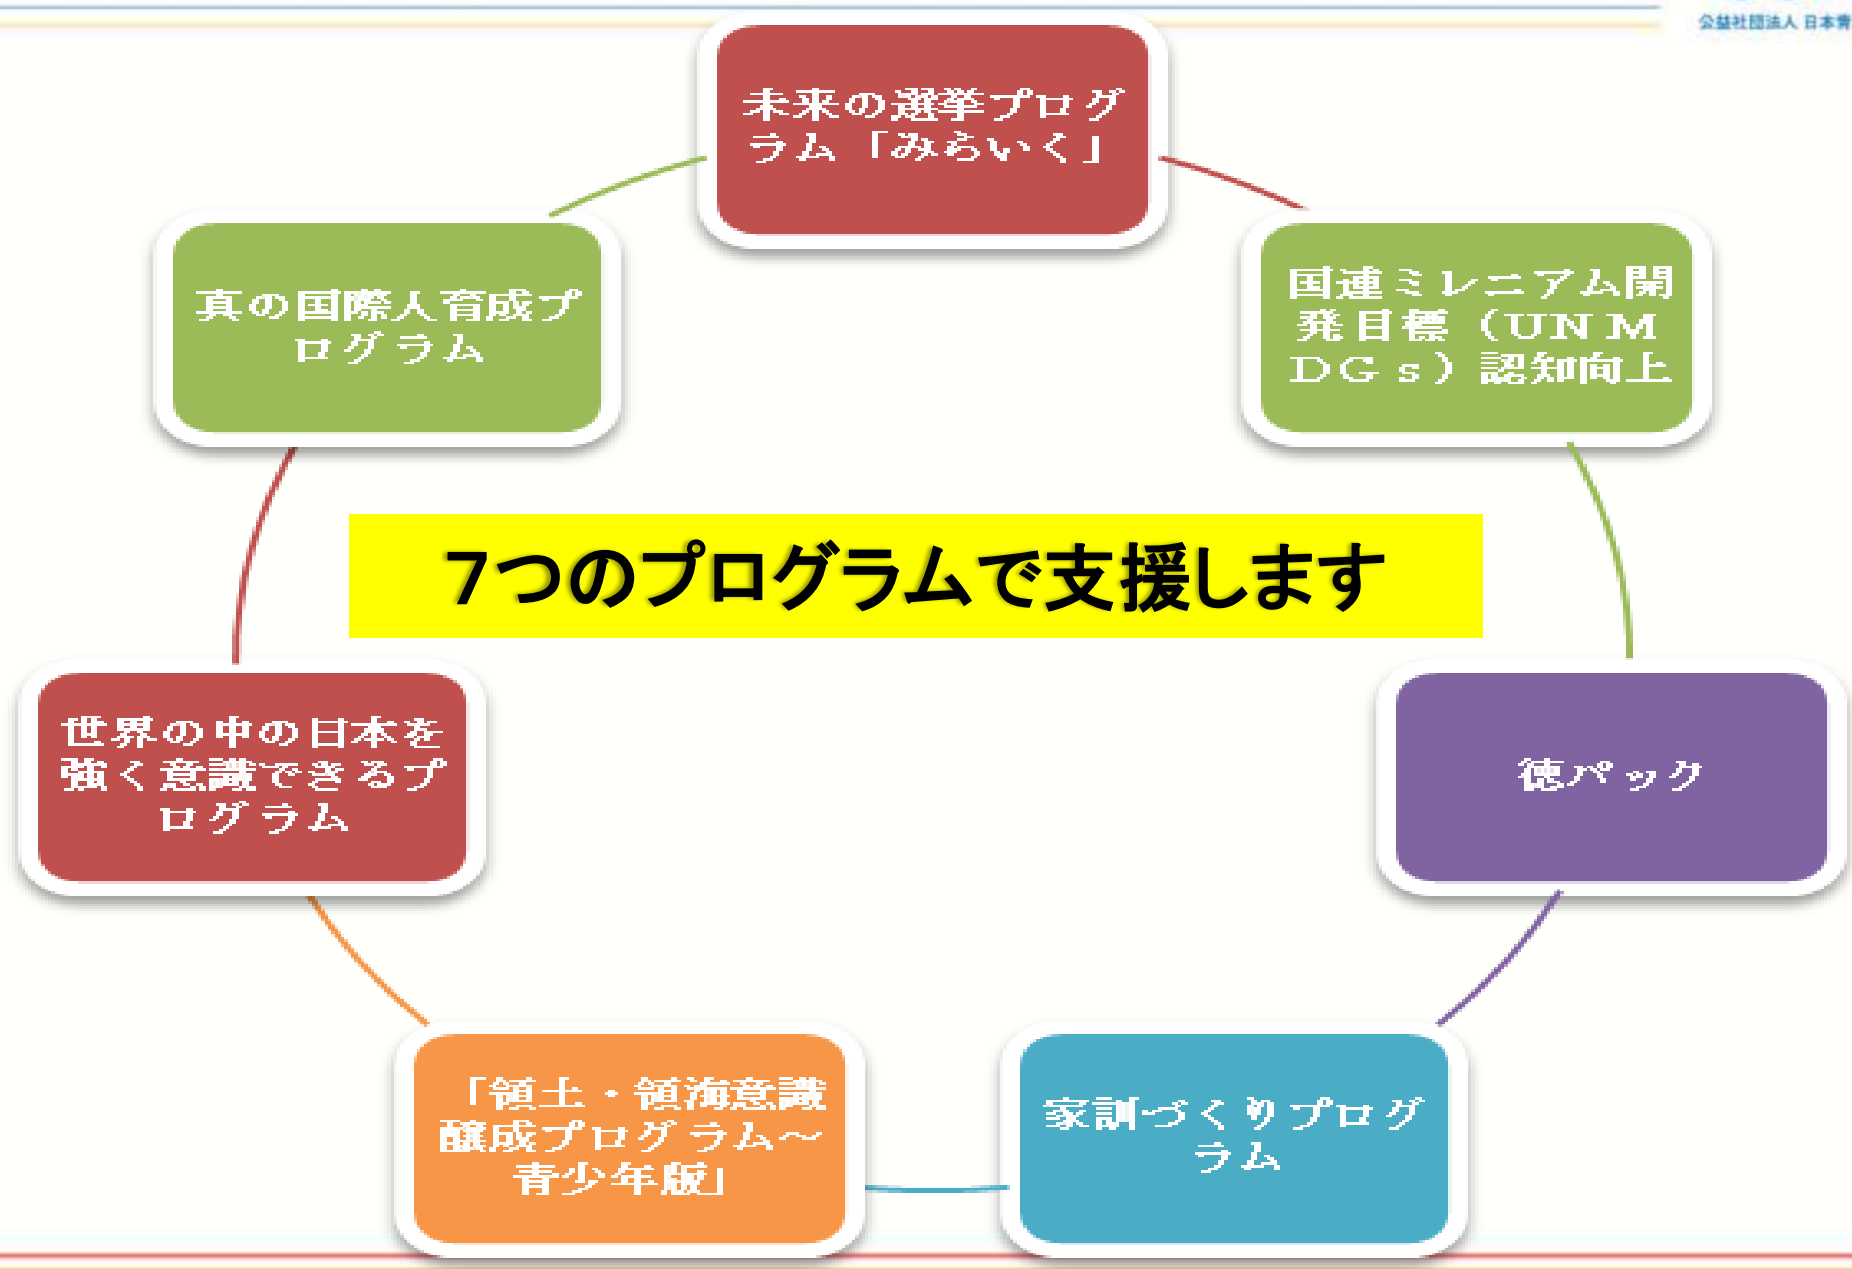 公益社団法人 日本青
未来の選挙プログ
ラム「みらいく」
国連ミレニアム開
発目標（ＵＮＭ
ＤＧｓ）認知向上
真の国際人育成プ
ログラム
７つのプログラムで支援します
世界の中の日本を
強く意識できるプ
ログラム
徳パック
「領土・領海意識
醸成プログラム～
青少年版」
家訓づくりプログ
ラム